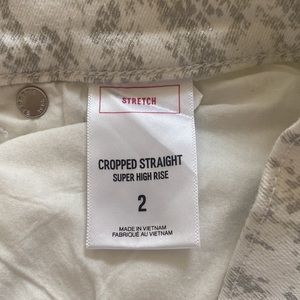 STRETCH
CROPPED STRAIGHT
SUPER HIGH RISE
2
MADE IN VIETNAM
FABRIQUÉ AU VIETNAM